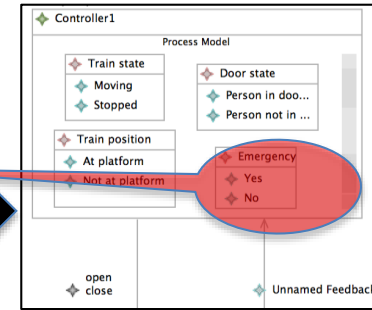 Controller1
Process Model
Train state
Moving
Stopped
Door state
Person in doo...
Person not in ...
Train position
At platform
Not at platform
Emergency
Yes
No
open
close
Unnamed Feedback